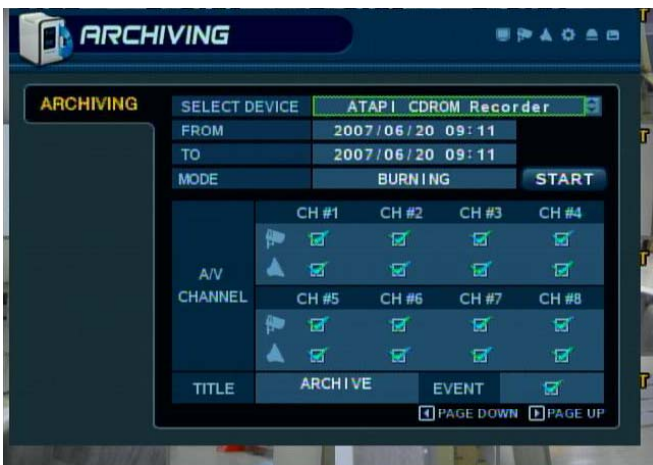 ARCHIVING
ARCHIVING
SELECT DEVICE ATAPI CDROM Recorder
FROM 2007/06/20 09:11
TO 2007/06/20 09:11
MODE BURNING START
CH #1 CH #2 CH #3 CH #4
A/V
CHANNEL
CH #5 CH #6 CH #7 CH #8
TITLE ARCHIVE EVENT
PAGE DOWN PAGE UP